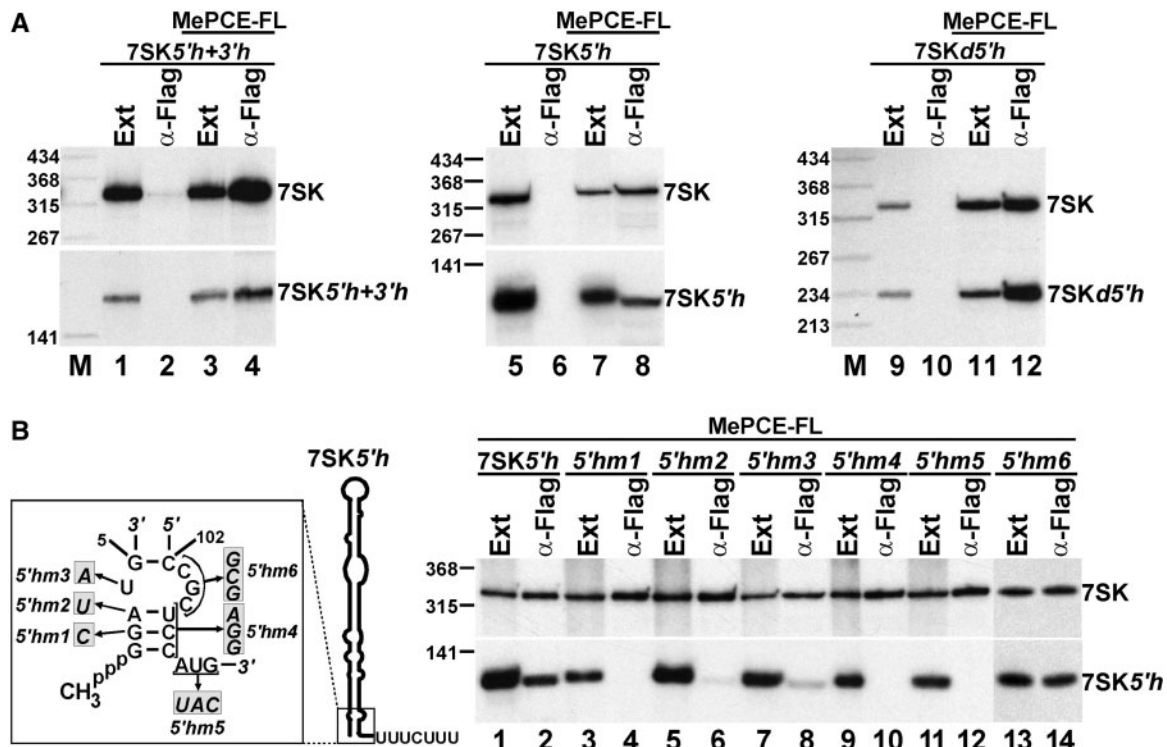 A
MePCE-FL
7SK5'h+3'h
Ext
α-Flag
Ext
α-Flag
434
368
315
267
7SK
141
7SK5'h+3'h
M 1 2 3 4
MePCE-FL
7SK5'h
Ext
α-Flag
Ext
α-Flag
434
368
315
267
7SK
141
7SK5'h
5 6 7 8
MePCE-FL
7SKd5'h
Ext
α-Flag
Ext
α-Flag
434
368
315
267
234
213
7SK
7SKd5'h
M 9 10 11 12
B
7SK5'h
3' 5'
5 G–C 102
5'hm3 A U C G C GCG 5'hm6
5'hm2 U A U
5'hm1 C G–C AGG 5'hm4
G–C
CH3ppp AUG–3'
UAC
5'hm5
UUUCUUU
MePCE-FL
7SK5'h 5'hm1 5'hm2 5'hm3 5'hm4 5'hm5 5'hm6
Ext α-Flag Ext α-Flag Ext α-Flag Ext α-Flag Ext α-Flag Ext α-Flag Ext α-Flag
368
315
7SK
141
7SK5'h
1 2 3 4 5 6 7 8 9 10 11 12 13 14